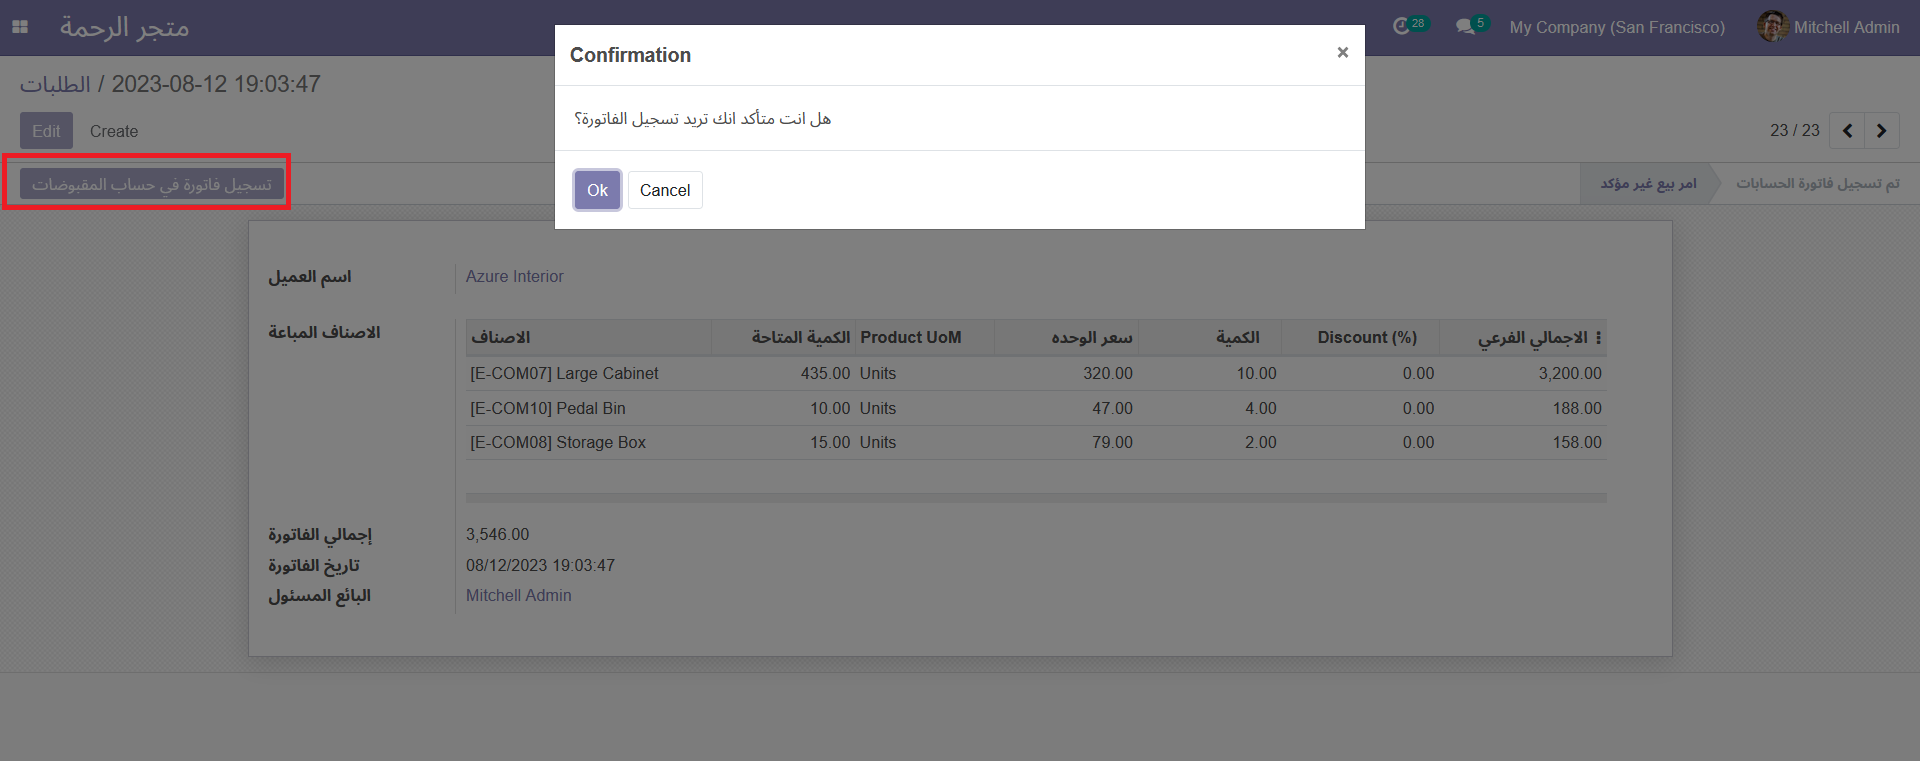 متجر الرحمة
28
5
My Company (San Francisco)
Mitchell Admin
الطلبات / 2023-08-12 19:03:47
Edit
Create
23 / 23
تسجيل فاتورة في حساب المقبوضات
امر بيع غير مؤكد
تم تسجيل فاتورة الحسابات
Confirmation
×
هل انت متأكد انك تريد تسجيل الفاتورة؟
Ok
Cancel
اسم العميل
Azure Interior
الاصناف المباعة
الاصناف الكمية المتاحة Product UoM سعر الوحده الكمية Discount (%) الاجمالي الفرعي
[E-COM07] Large Cabinet 435.00 Units 320.00 10.00 0.00 3,200.00
[E-COM10] Pedal Bin 10.00 Units 47.00 4.00 0.00 188.00
[E-COM08] Storage Box 15.00 Units 79.00 2.00 0.00 158.00
إجمالي الفاتورة
3,546.00
تاريخ الفاتورة
08/12/2023 19:03:47
البائع المسئول
Mitchell Admin